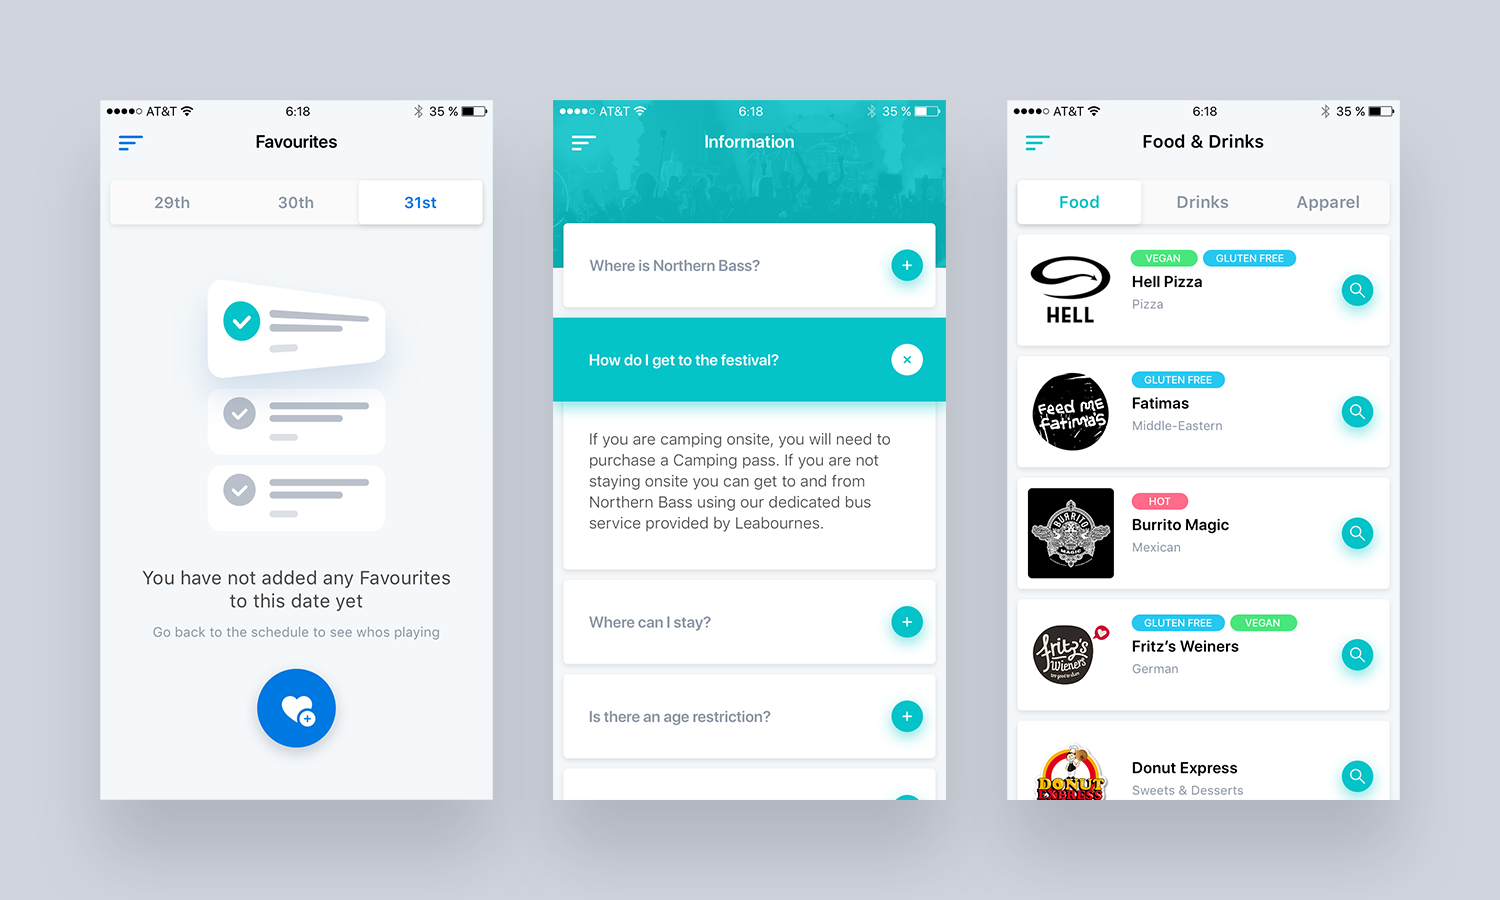 AT&T 6:18 35 %
Favourites
29th 30th 31st
You have not added any Favourites
to this date yet
Go back to the schedule to see whos playing
AT&T 6:18 35 %
Information
Where is Northern Bass?
How do I get to the festival?
If you are camping onsite, you will need to
purchase a Camping pass. If you are not
staying onsite you can get to and from
Northern Bass using our dedicated bus
service provided by Leabournes.
Where can I stay?
Is there an age restriction?
AT&T 6:18 35 %
Food & Drinks
Food Drinks Apparel
HELL
VEGAN GLUTEN FREE
Hell Pizza
Pizza
FEED ME
FATIMA'S
GLUTEN FREE
Fatimas
Middle-Eastern
BURRITO
MAGIC
HOT
Burrito Magic
Mexican
fritz's
Wieners
GLUTEN FREE VEGAN
Fritz's Weiners
German
DONUT
EXPRESS
Donut Express
Sweets & Desserts